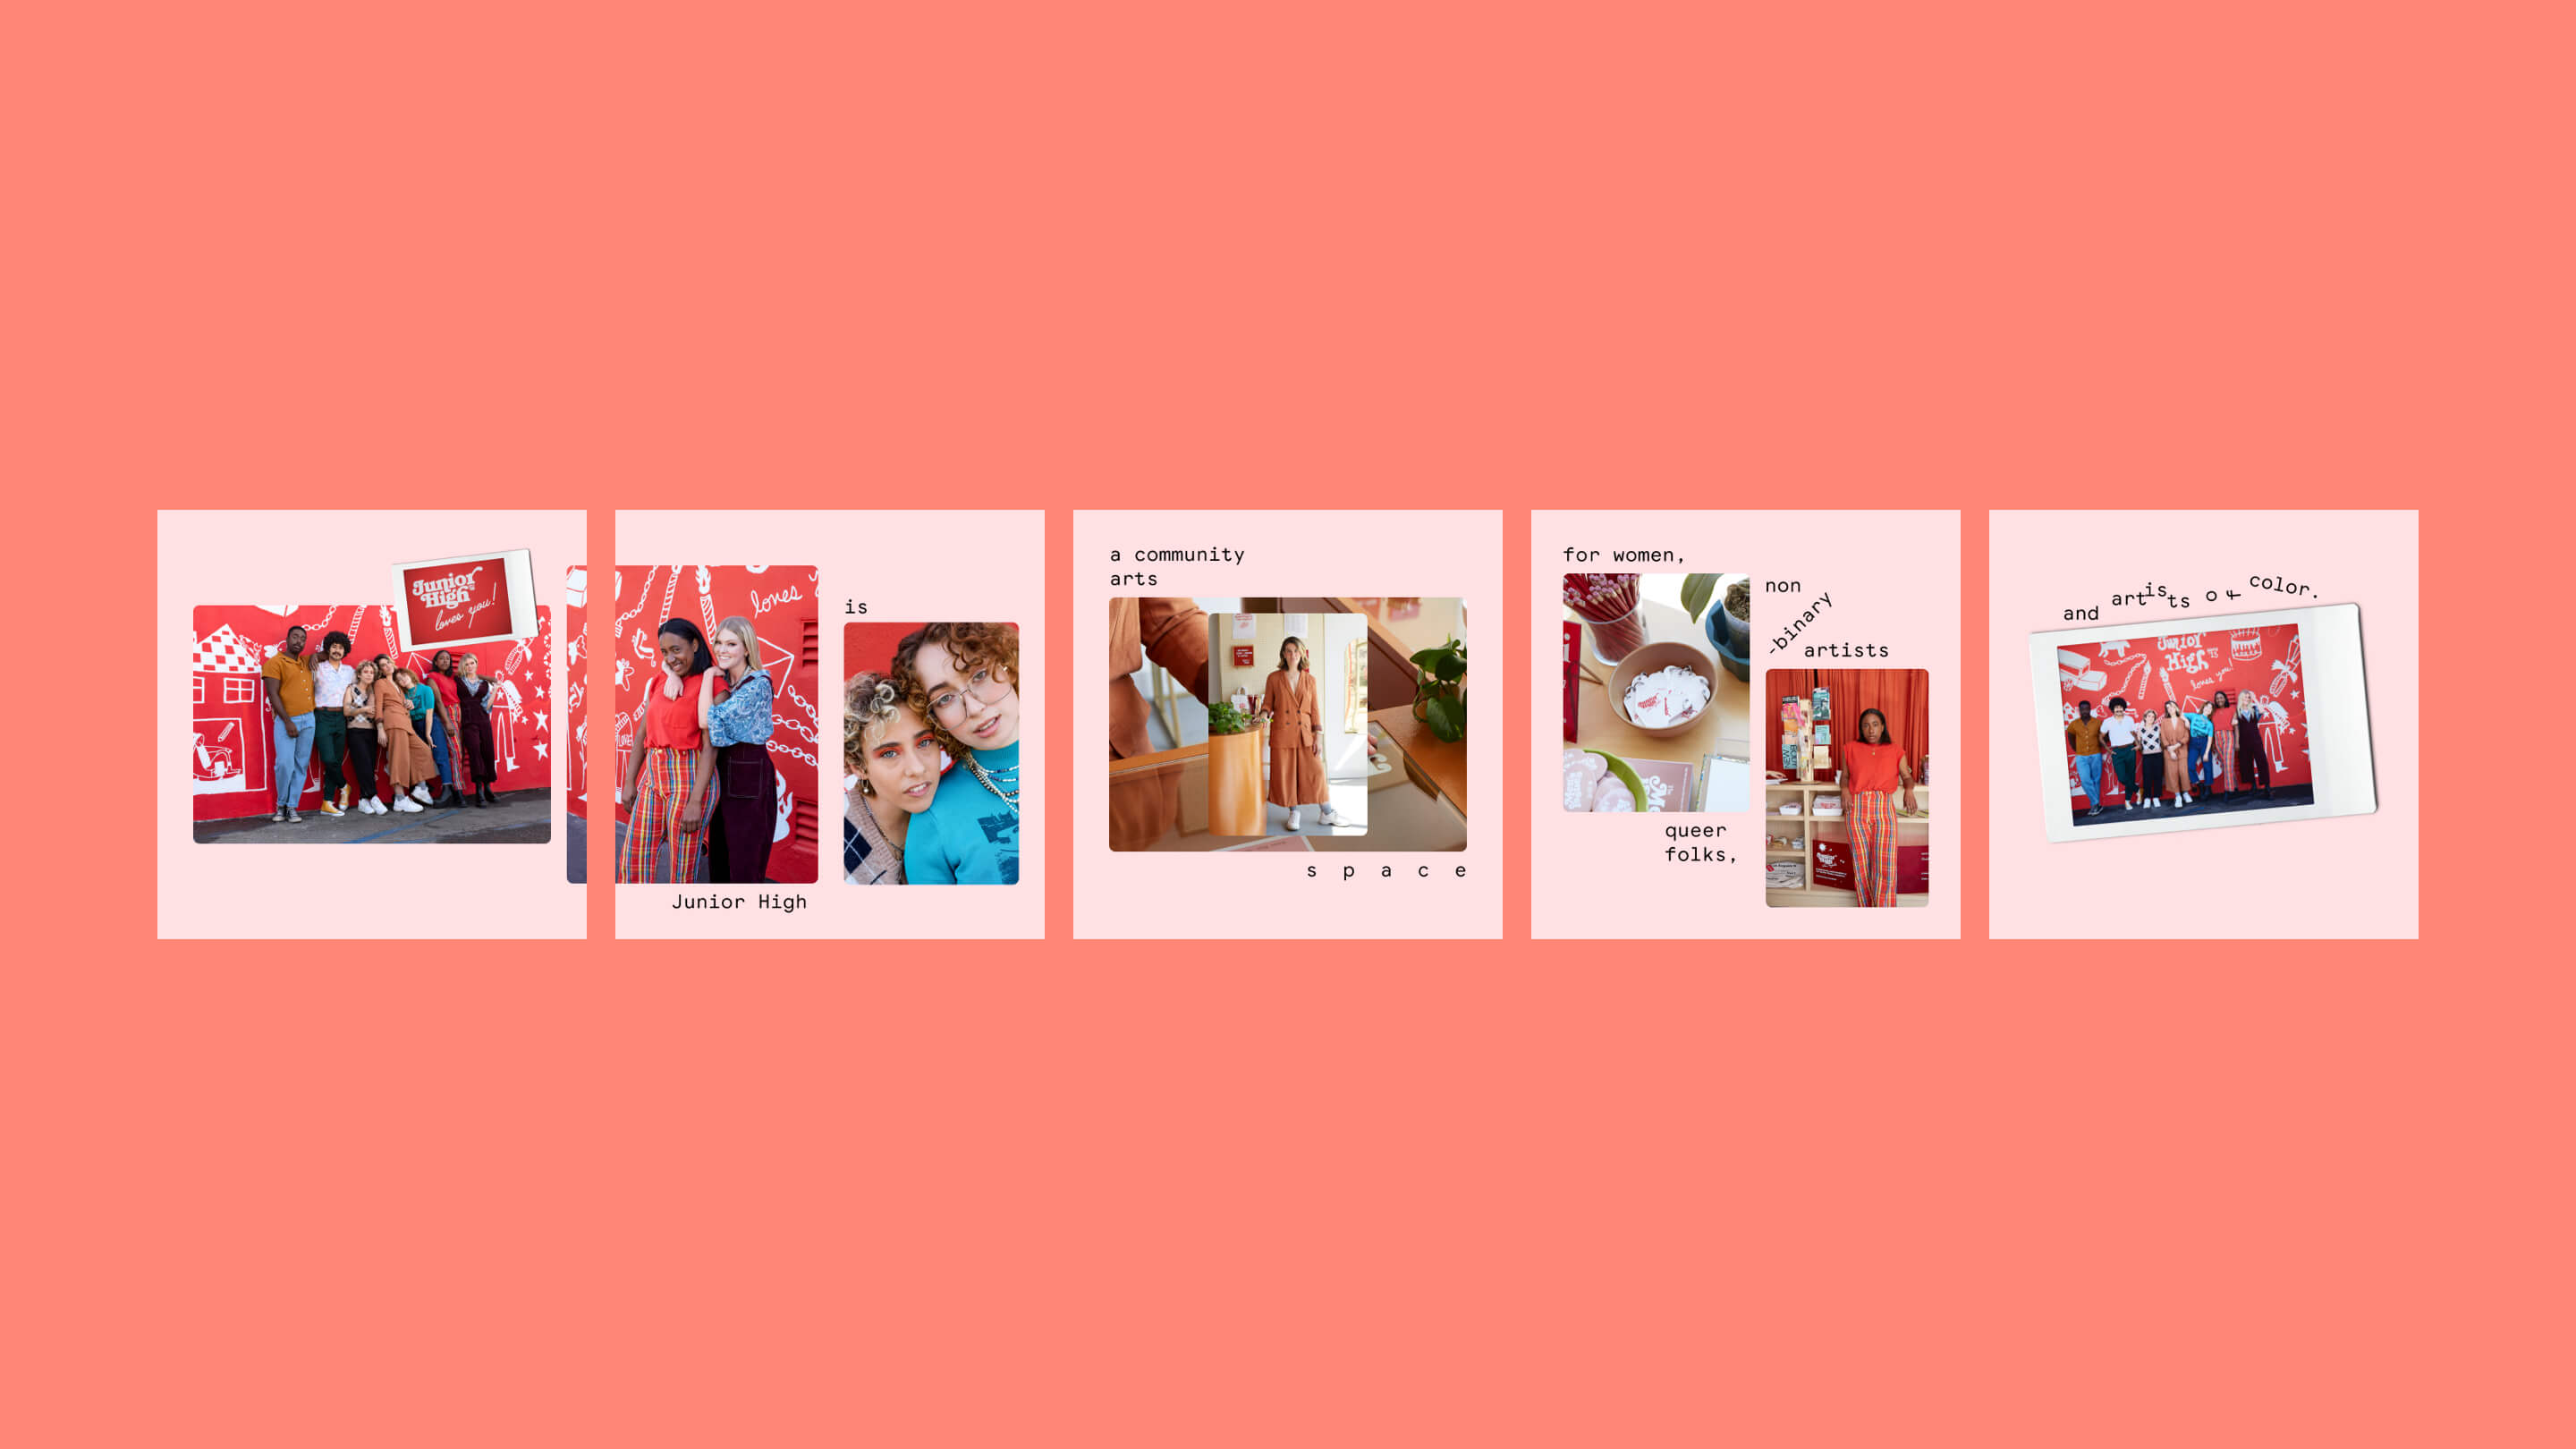 Junior
High
loves you!
loves
Junior High
is
a community
arts
space
for women,
non
-binary
artists
queer
folks,
and artists of color.
Junior
High
loves you!